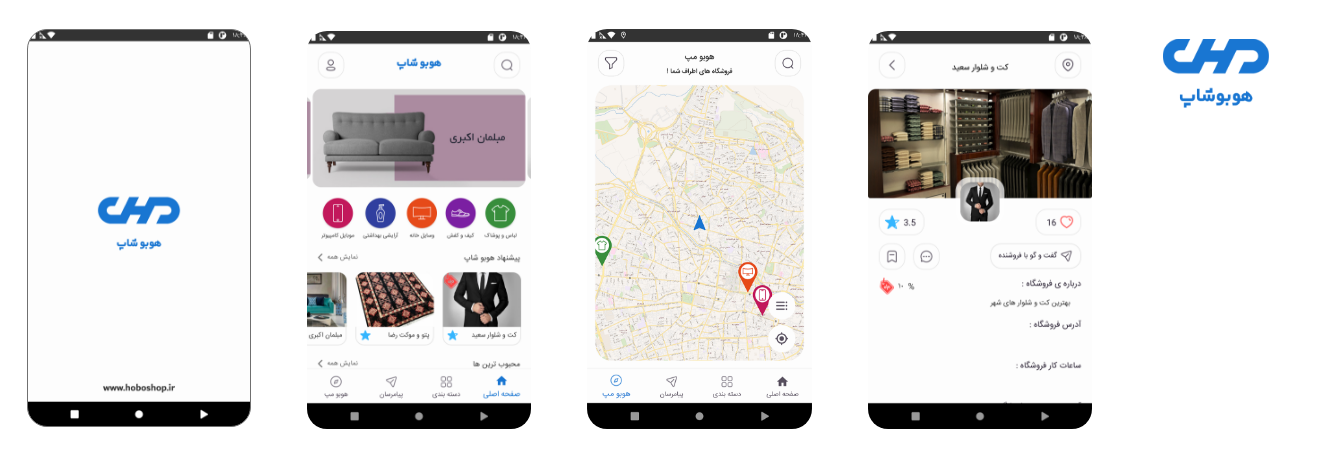 هوبو شاپ
www.hoboshop.ir
هوبو شاپ
مبلمان اکبری
لباس و پوشاک
کیف و کفش
وسایل خانه
آرایشی بهداشتی
موبایل کامپیوتر
پیشنهاد هوبو شاپ
نمایش همه
کت و شلوار سعید
پتو و موکت رضا
مبلمان اکبری
محبوب ترین ها
نمایش همه
صفحه اصلی
دسته بندی
پیامرسان
هوبو مپ
هوبو مپ
فروشگاه های اطراف شما !
صفحه اصلی
دسته بندی
پیامرسان
هوبو مپ
کت و شلوار سعید
3.5
16
گفت و گو با فروشنده
درباره ی فروشگاه :
% ۱۰
بهترین کت و شلوار های شهر
آدرس فروشگاه :
ساعات کار فروشگاه :
هوبوشاپ